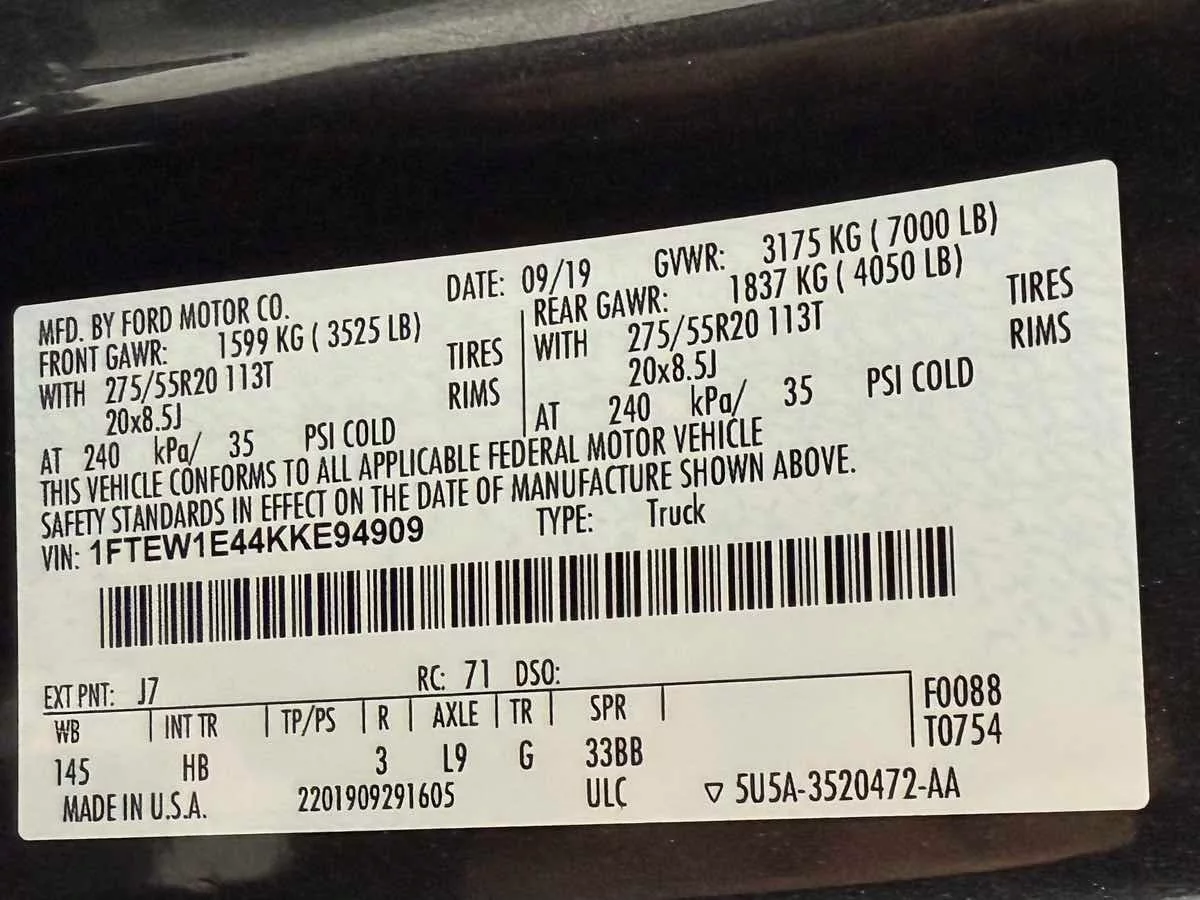 MFD. BY FORD MOTOR CO. DATE: 09/19 GVWR: 3175 KG ( 7000 LB)
FRONT GAWR: 1599 KG ( 3525 LB) REAR GAWR: 1837 KG ( 4050 LB)
WITH 275/55R20 113T TIRES WITH 275/55R20 113T TIRES
20x8.5J RIMS 20x8.5J RIMS
AT 240 kPa/ 35 PSI COLD AT 240 kPa/ 35 PSI COLD
THIS VEHICLE CONFORMS TO ALL APPLICABLE FEDERAL MOTOR VEHICLE
SAFETY STANDARDS IN EFFECT ON THE DATE OF MANUFACTURE SHOWN ABOVE.
VIN: 1FTEW1E44KKE94909 TYPE: Truck
EXT PNT: J7 RC: 71 DSO:
WB INT TR TP/PS R AXLE TR SPR F0088
145 HB 3 L9 G 33BB T0754
MADE IN U.S.A. 2201909291605 ULC ▽ 5U5A-3520472-AA